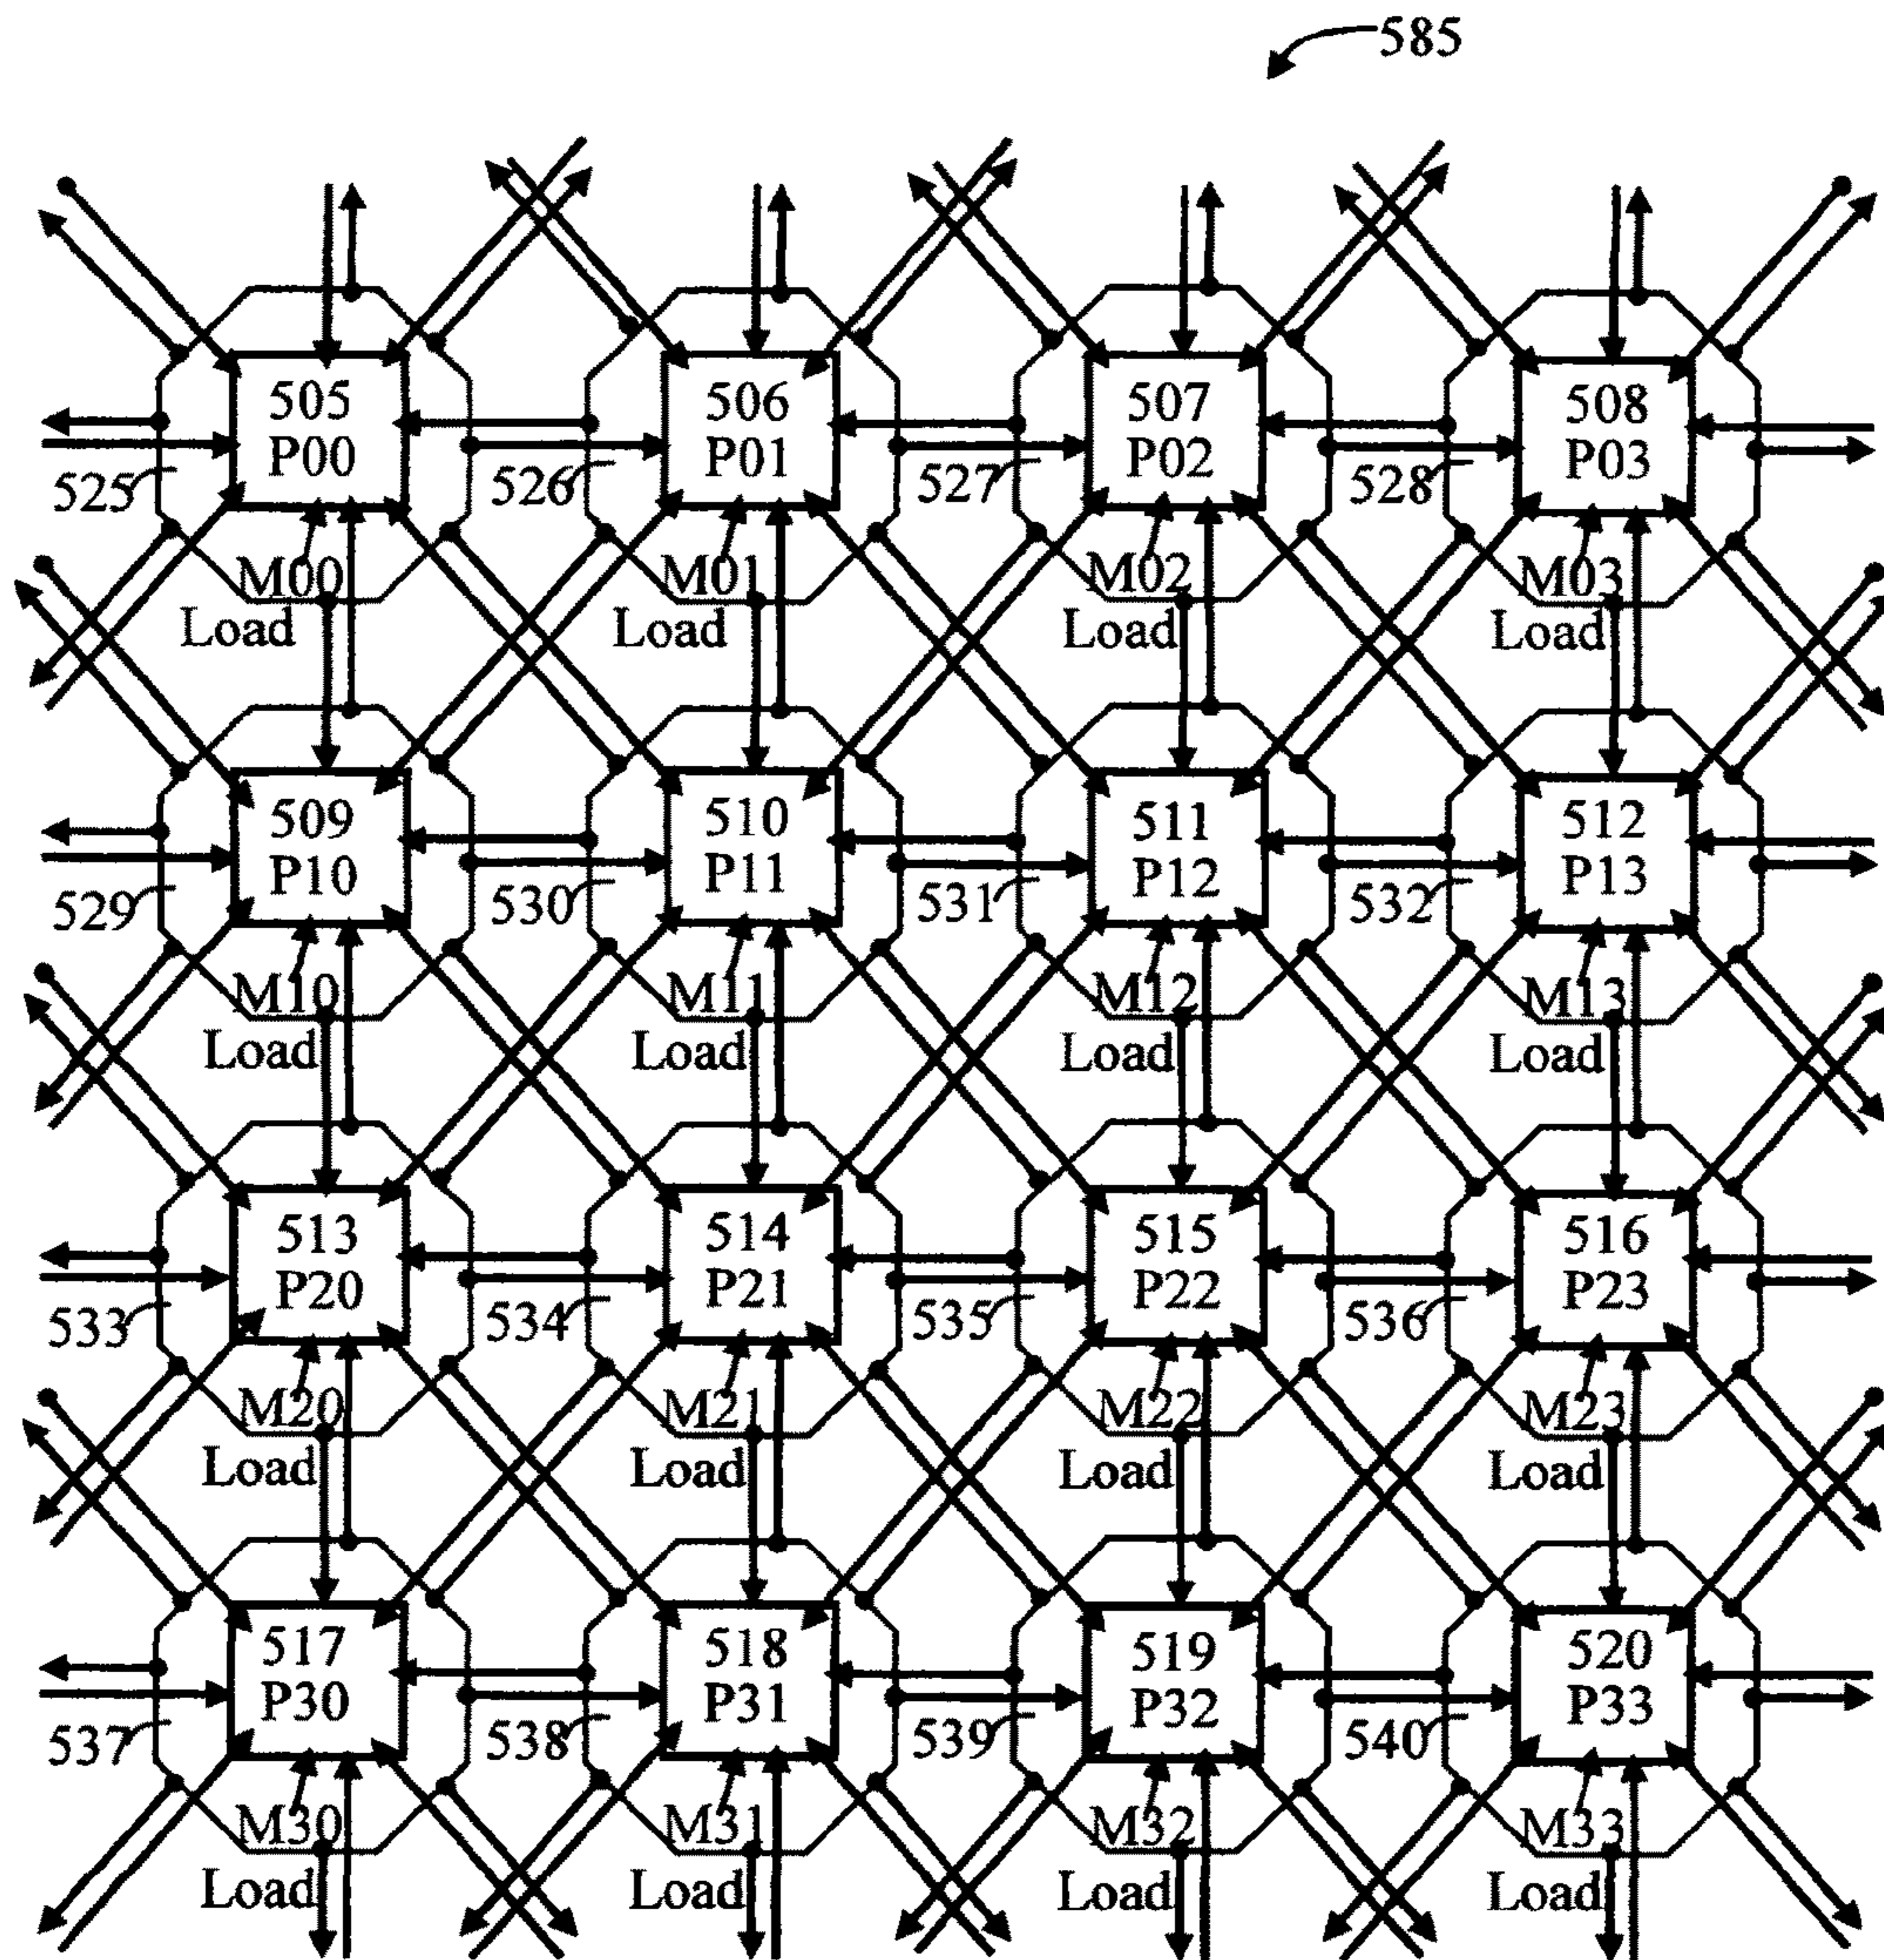 585
505
P00
506
P01
507
P02
508
P03
525
526
527
528
M00
M01
M02
M03
Load
Load
Load
Load
509
P10
510
P11
511
P12
512
P13
529
530
531
532
M10
M11
M12
M13
Load
Load
Load
Load
513
P20
514
P21
515
P22
516
P23
533
534
535
536
M20
M21
M22
M23
Load
Load
Load
Load
517
P30
518
P31
519
P32
520
P33
537
538
539
540
M30
M31
M32
M33
Load
Load
Load
Load